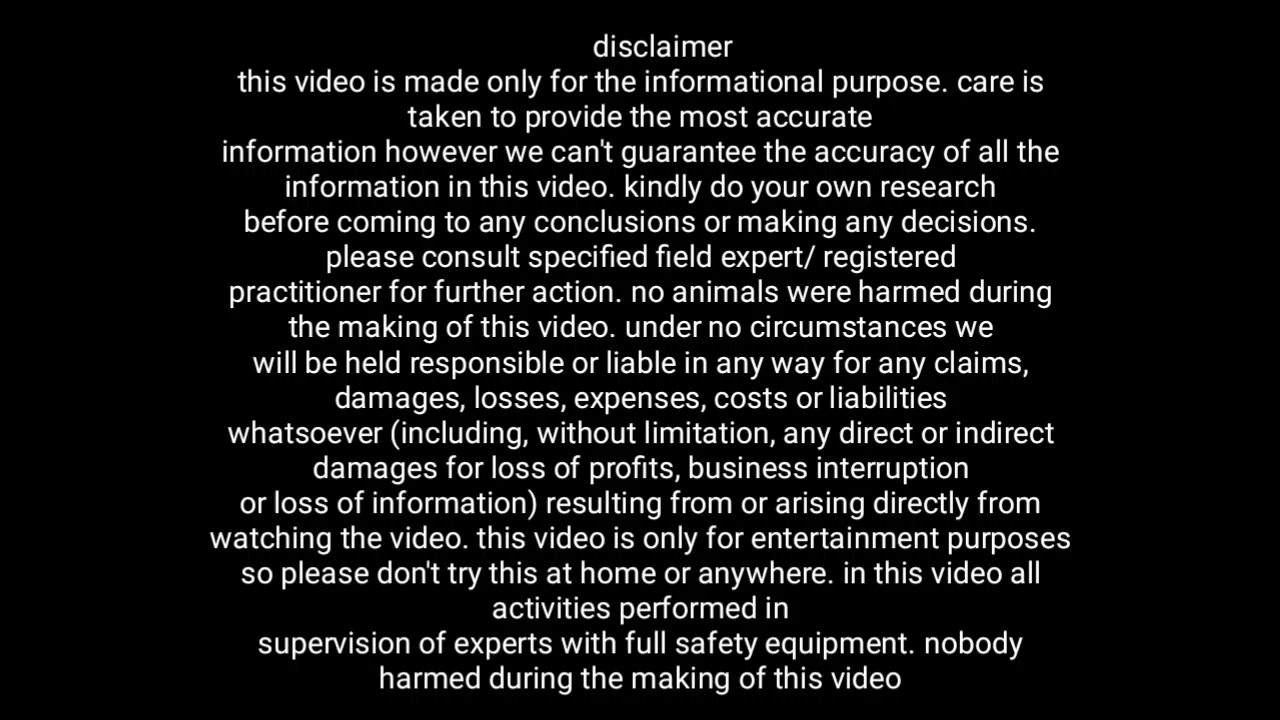 disclaimer
this video is made only for the informational purpose. care is
taken to provide the most accurate
information however we can't guarantee the accuracy of all the
information in this video. kindly do your own research
before coming to any conclusions or making any decisions.
please consult specified field expert/ registered
practitioner for further action. no animals were harmed during
the making of this video. under no circumstances we
will be held responsible or liable in any way for any claims,
damages, losses, expenses, costs or liabilities
whatsoever (including, without limitation, any direct or indirect
damages for loss of profits, business interruption
or loss of information) resulting from or arising directly from
watching the video. this video is only for entertainment purposes
so please don't try this at home or anywhere. in this video all
activities performed in
supervision of experts with full safety equipment. nobody
harmed during the making of this video